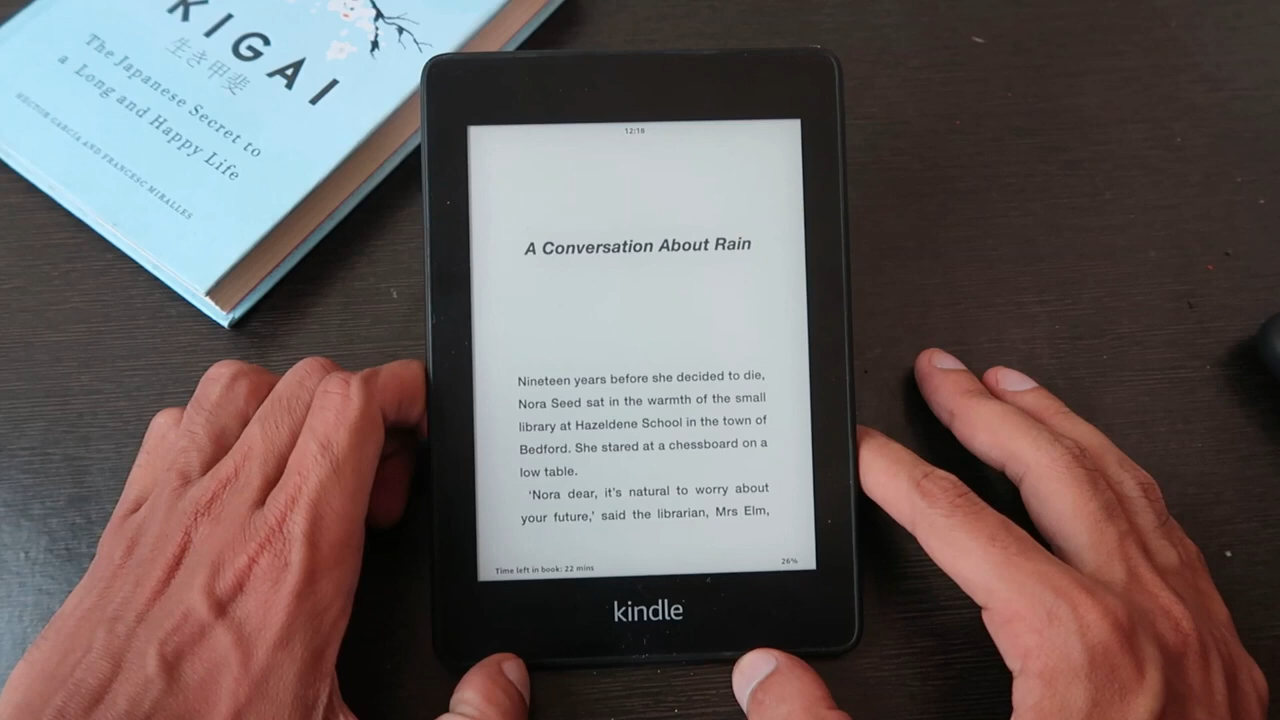 KIGAI
生き甲斐
The Japanese Secret to
a Long and Happy Life
HÉCTOR GARCÍA AND FRANCESC MIRALLES
12:18
A Conversation About Rain
Nineteen years before she decided to die,
Nora Seed sat in the warmth of the small
library at Hazeldene School in the town of
Bedford. She stared at a chessboard on a
low table.
‘Nora dear, it’s natural to worry about
your future,’ said the librarian, Mrs Elm,
Time left in book: 22 mins
26%
kindle